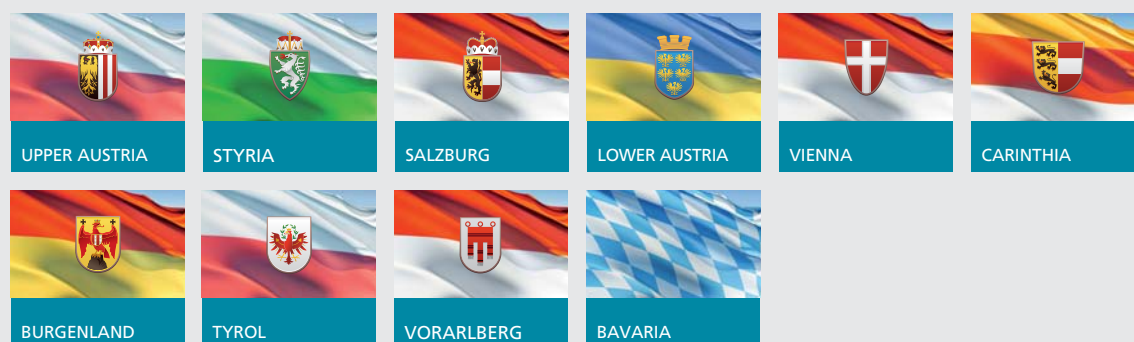 UPPER AUSTRIA
STYRIA
SALZBURG
LOWER AUSTRIA
VIENNA
CARINTHIA
BURGENLAND
TYROL
VORARLBERG
BAVARIA